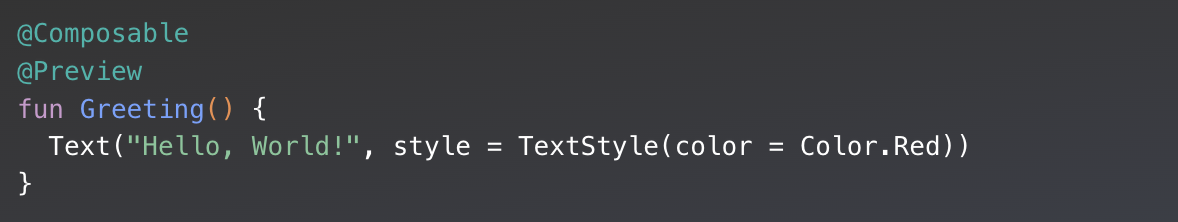 @Composable
@Preview
fun Greeting() {
  Text("Hello, World!", style = TextStyle(color = Color.Red))
}